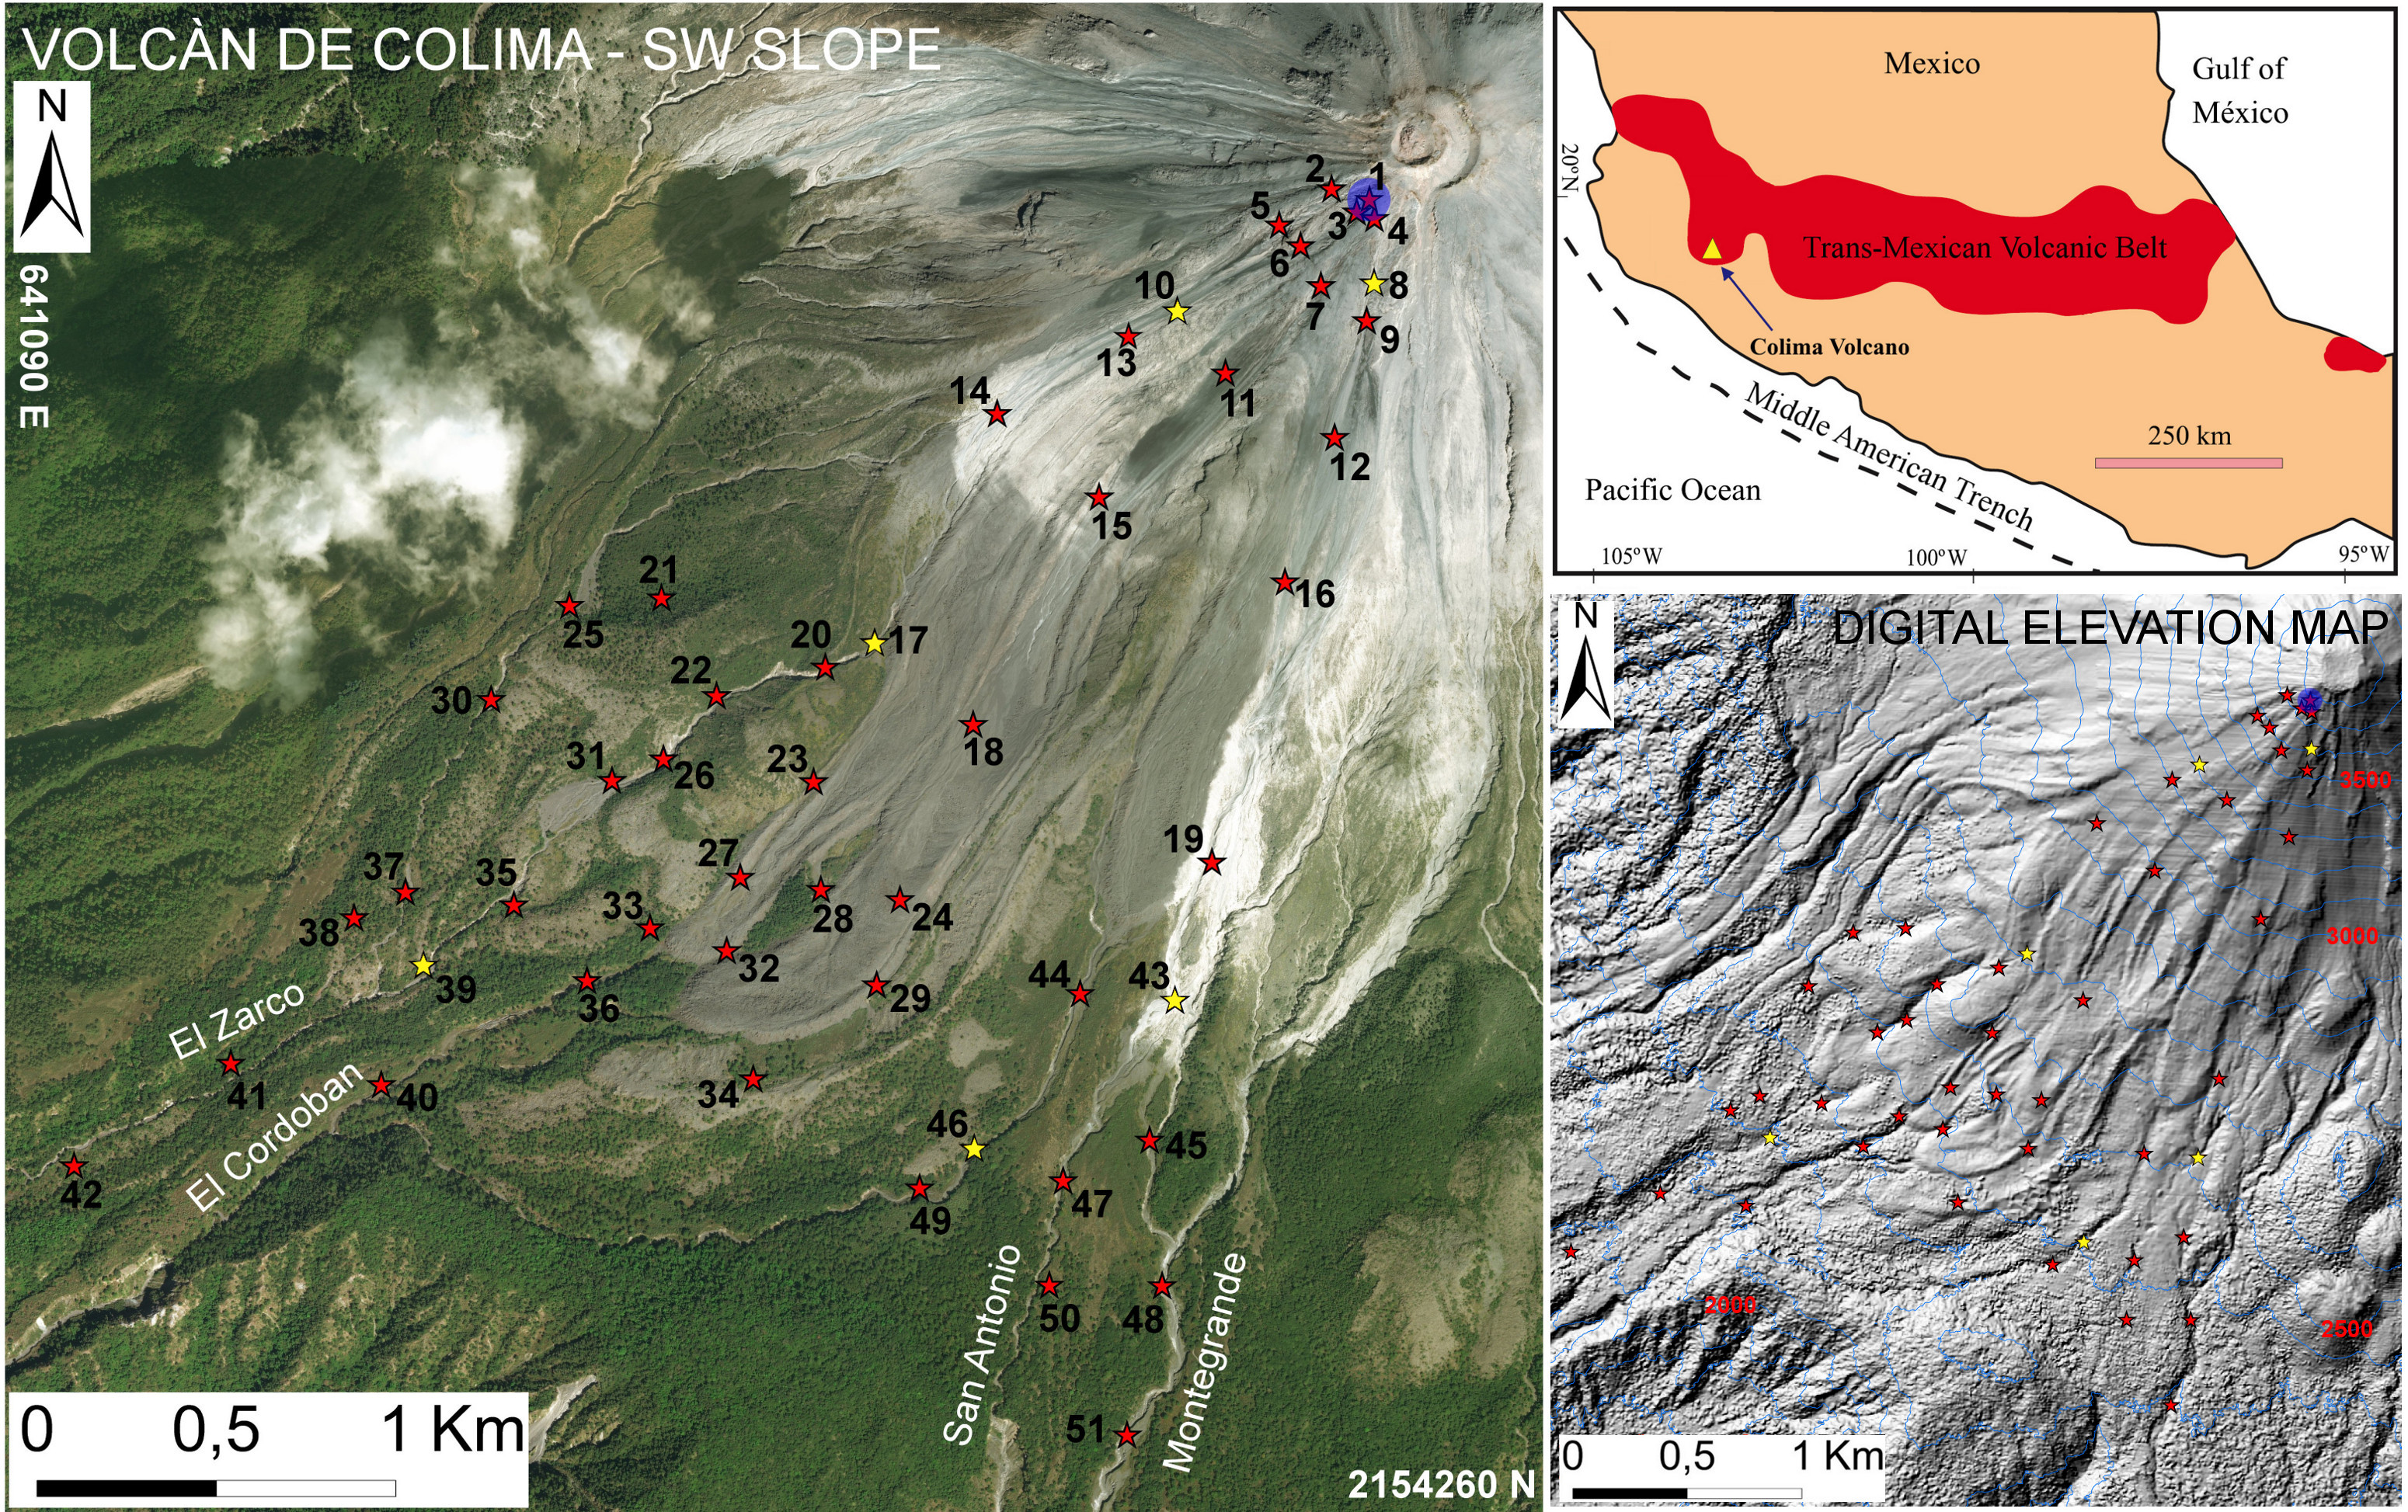 VOLCÀN DE COLIMA - SW SLOPE
N
641090 E
1
2
3
4
5
6
7
8
9
10
11
12
13
14
15
16
17
18
19
20
21
22
23
24
25
26
27
28
29
30
31
32
33
34
35
36
37
38
39
40
41
42
43
44
45
46
47
48
49
50
51
El Zarco
El Cordoban
San Antonio
Montegrande
0 0,5 1 Km
2154260 N
Mexico
Gulf of
México
20ºN
Trans-Mexican Volcanic Belt
Colima Volcano
Middle American Trench
250 km
Pacific Ocean
105ºW
100ºW
95ºW
N
DIGITAL ELEVATION MAP
3500
3000
2000
2500
0 0,5 1 Km